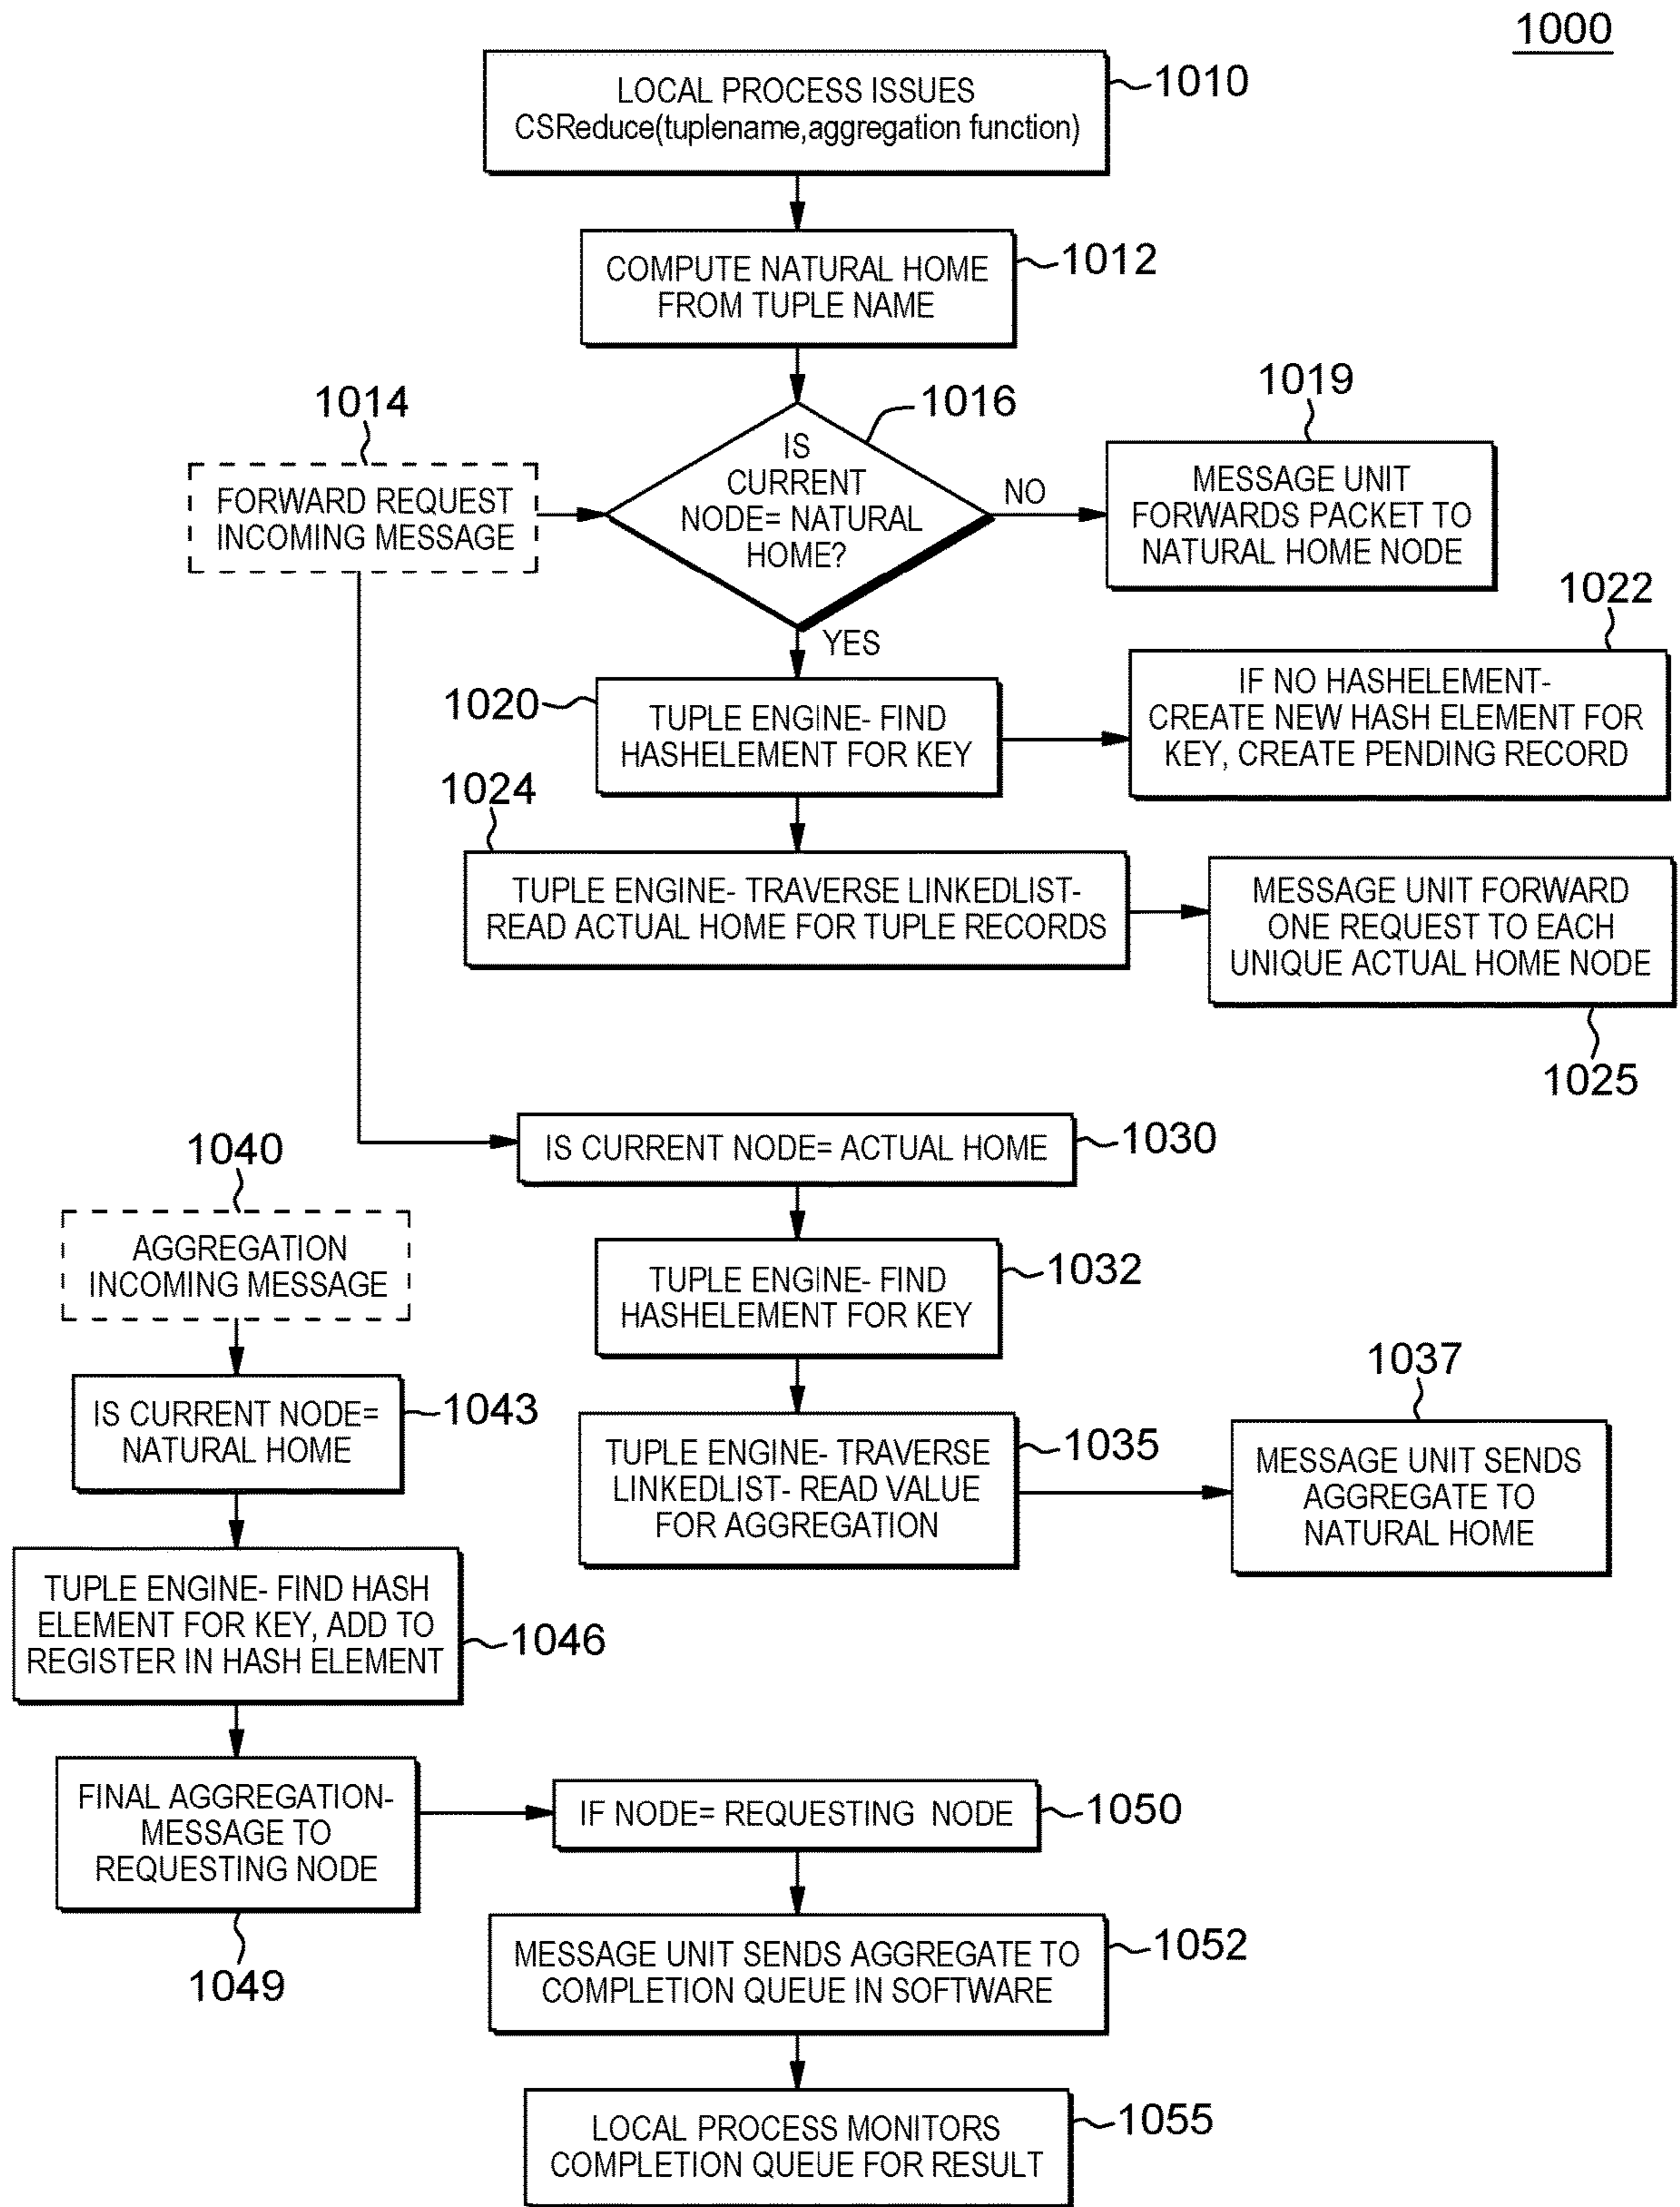 1000
LOCAL PROCESS ISSUES
CSReduce(tuplename,aggregation function)
1010
COMPUTE NATURAL HOME
FROM TUPLE NAME
1012
1014
FORWARD REQUEST
INCOMING MESSAGE
1016
IS
CURRENT
NODE= NATURAL
HOME?
NO
YES
1019
MESSAGE UNIT
FORWARDS PACKET TO
NATURAL HOME NODE
1020
TUPLE ENGINE- FIND
HASHELEMENT FOR KEY
1022
IF NO HASHELEMENT-
CREATE NEW HASH ELEMENT FOR
KEY, CREATE PENDING RECORD
1024
TUPLE ENGINE- TRAVERSE LINKEDLIST-
READ ACTUAL HOME FOR TUPLE RECORDS
MESSAGE UNIT FORWARD
ONE REQUEST TO EACH
UNIQUE ACTUAL HOME NODE
1025
IS CURRENT NODE= ACTUAL HOME
1030
TUPLE ENGINE- FIND
HASHELEMENT FOR KEY
1032
TUPLE ENGINE- TRAVERSE
LINKEDLIST- READ VALUE
FOR AGGREGATION
1035
1037
MESSAGE UNIT SENDS
AGGREGATE TO
NATURAL HOME
1040
AGGREGATION
INCOMING MESSAGE
IS CURRENT NODE=
NATURAL HOME
1043
TUPLE ENGINE- FIND HASH
ELEMENT FOR KEY, ADD TO
REGISTER IN HASH ELEMENT
1046
FINAL AGGREGATION-
MESSAGE TO
REQUESTING NODE
1049
IF NODE= REQUESTING NODE
1050
MESSAGE UNIT SENDS AGGREGATE TO
COMPLETION QUEUE IN SOFTWARE
1052
LOCAL PROCESS MONITORS
COMPLETION QUEUE FOR RESULT
1055